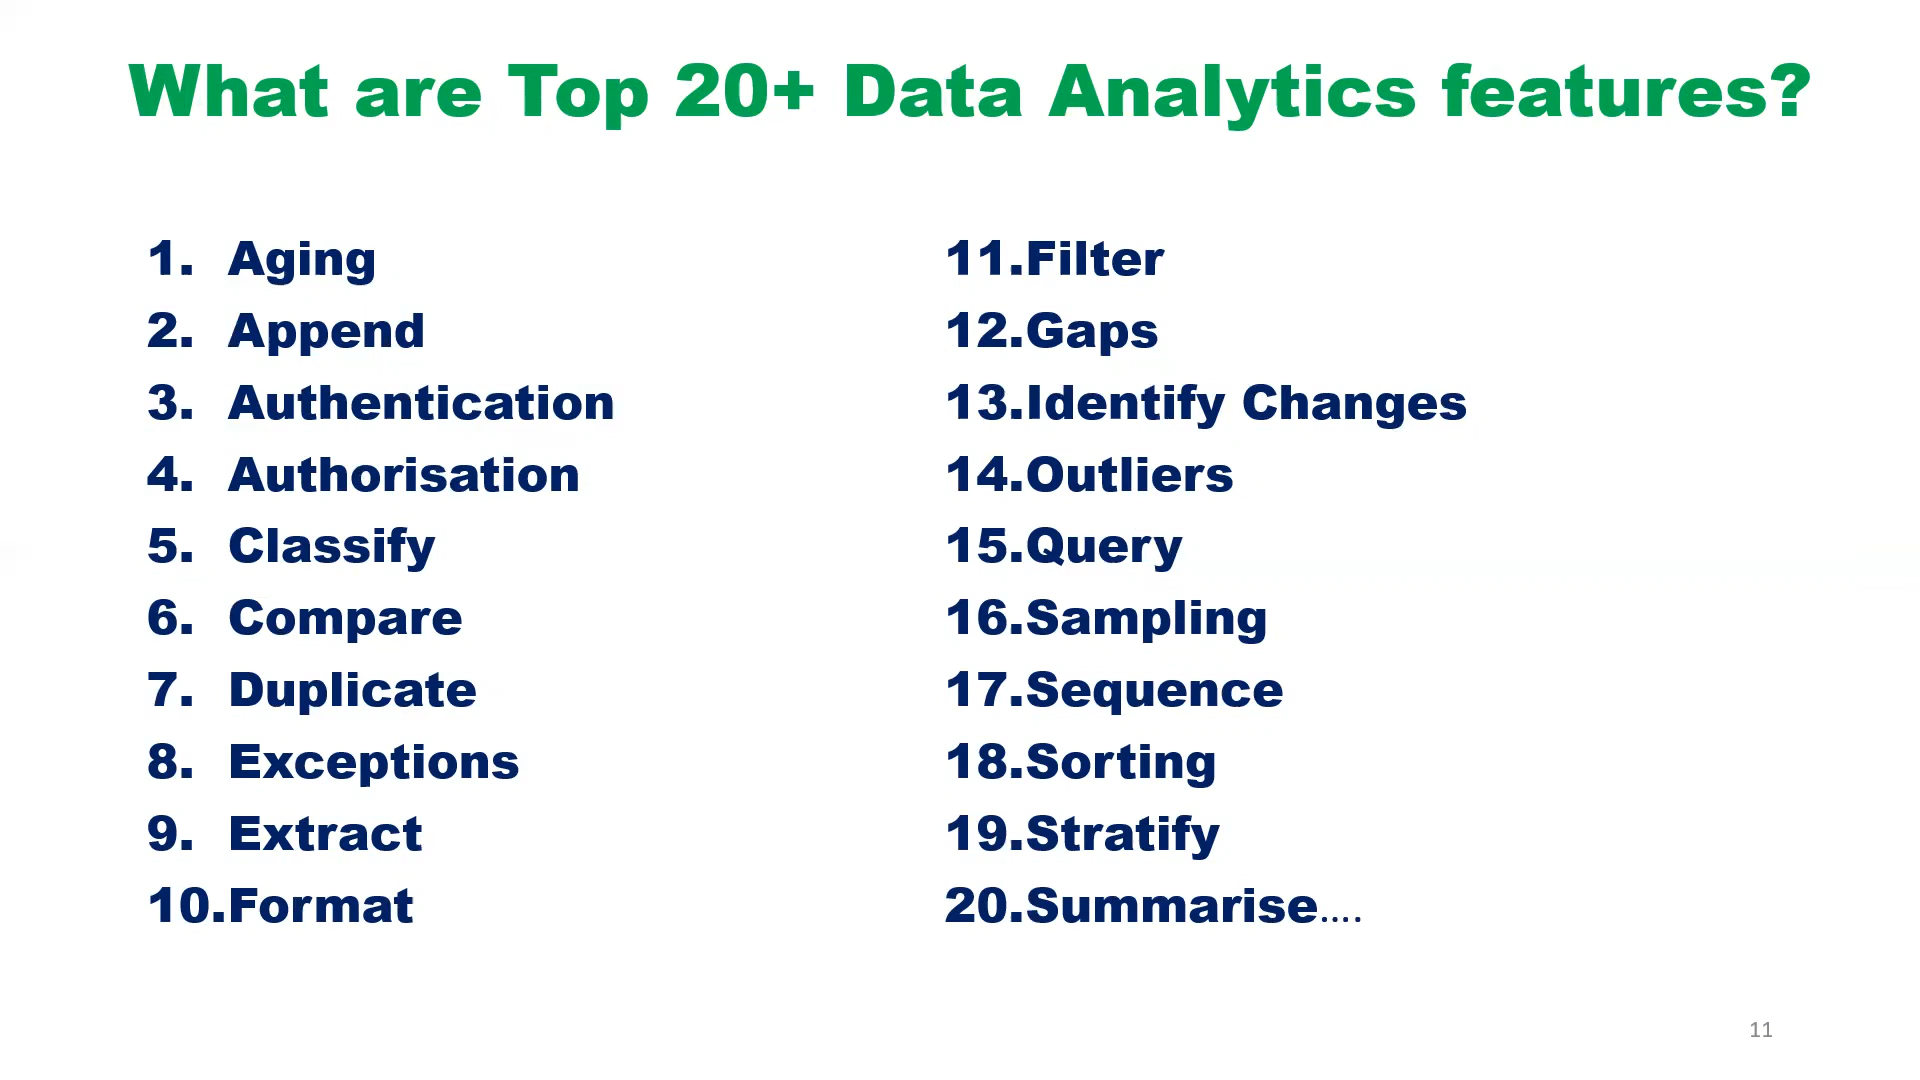 What are Top 20+ Data Analytics features?
1. Aging
2. Append
3. Authentication
4. Authorisation
5. Classify
6. Compare
7. Duplicate
8. Exceptions
9. Extract
10.Format
11.Filter
12.Gaps
13.Identify Changes
14.Outliers
15.Query
16.Sampling
17.Sequence
18.Sorting
19.Stratify
20.Summarise....
11